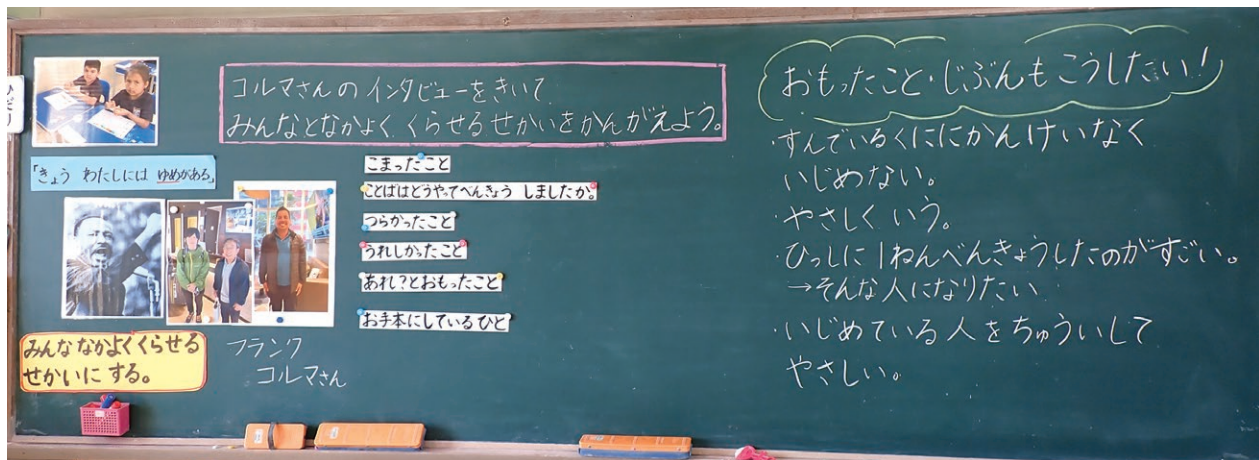 ひだり
「きょう わたしには ゆめがある」
みんな なかよく くらせる
せかいに する。
フランク
コルマさん
コルマさんの インタビューをきいて
みんなとなかよく くらせるせかいをかんがえよう。
こまったこと
ことばはどうやってべんきょう しましたか。
つらかったこと
うれしかったこと
あれ?とおもったこと
お手本にしているひと
おもったこと・じぶんもこうしたい!
・すんでいるくににかんけいなく
いじめない。
・やさしくいう。
・ひっしに1ねんべんきょうしたのがすごい。
→そんな人になりたい
・いじめている人をちゅういして
やさしい。